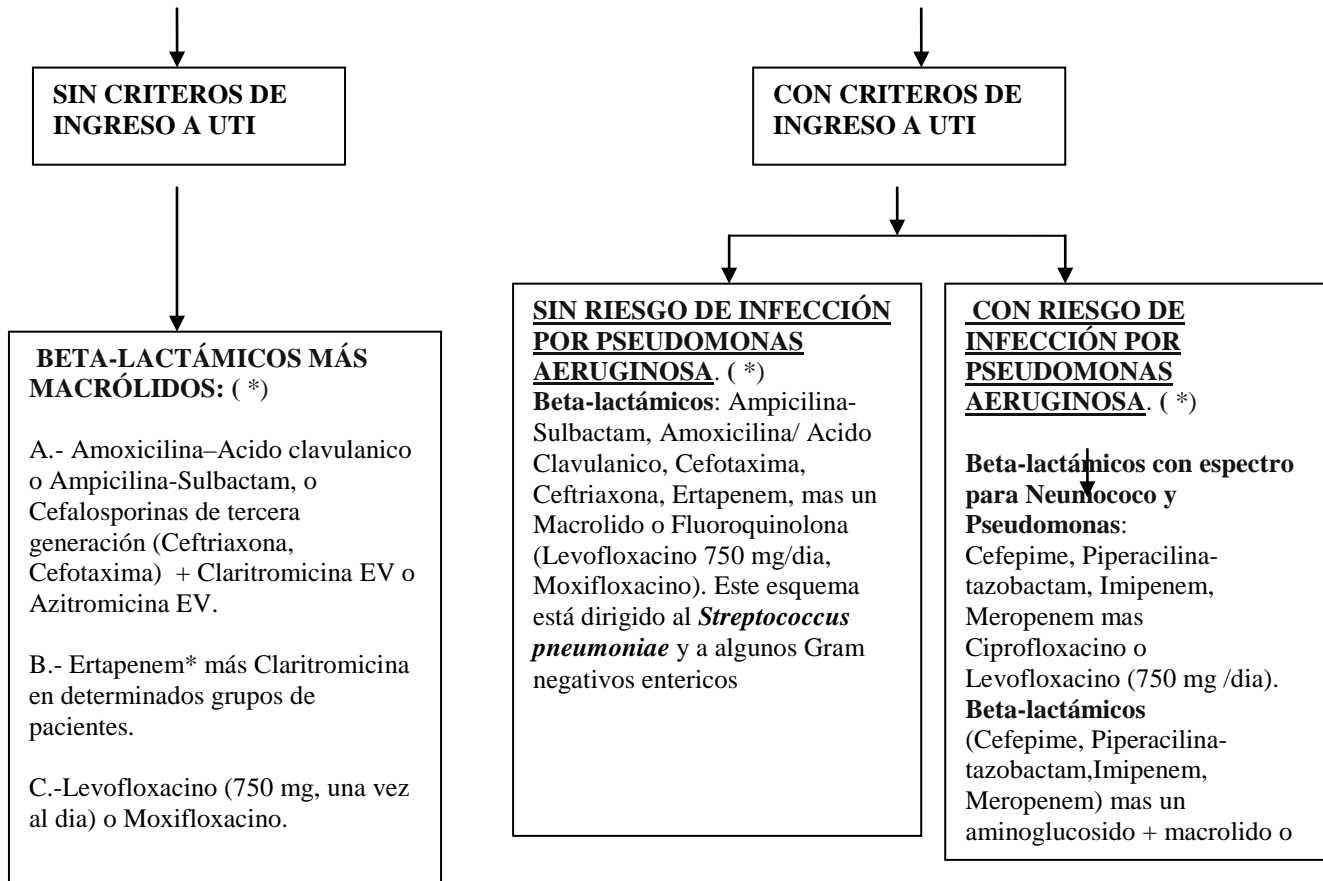 SIN CRITEROS DE
INGRESO A UTI
CON CRITEROS DE
INGRESO A UTI
BETA-LACTÁMICOS MÁS
MACRÓLIDOS: ( *)
A.- Amoxicilina–Acido clavulanico
o Ampicilina-Sulbactam, o
Cefalosporinas de tercera
generación (Ceftriaxona,
Cefotaxima) + Claritromicina EV o
Azitromicina EV.
B.- Ertapenem* más Claritromicina
en determinados grupos de
pacientes.
C.-Levofloxacino (750 mg, una vez
al dia) o Moxifloxacino.
SIN RIESGO DE INFECCIÓN
POR PSEUDOMONAS
AERUGINOSA. ( *)
Beta-lactámicos: Ampicilina-
Sulbactam, Amoxicilina/ Acido
Clavulanico, Cefotaxima,
Ceftriaxona, Ertapenem, mas un
Macrolido o Fluoroquinolona
(Levofloxacino 750 mg/dia,
Moxifloxacino). Este esquema
está dirigido al Streptococcus
pneumoniae y a algunos Gram
negativos entericos
CON RIESGO DE
INFECCIÓN POR
PSEUDOMONAS
AERUGINOSA. ( *)
Beta-lactámicos con espectro
para Neumococo y
Pseudomonas:
Cefepime, Piperacilina-
tazobactam, Imipenem,
Meropenem mas
Ciprofloxacino o
Levofloxacino (750 mg /dia).
Beta-lactámicos
(Cefepime, Piperacilina-
tazobactam,Imipenem,
Meropenem) mas un
aminoglucosido + macrolido o